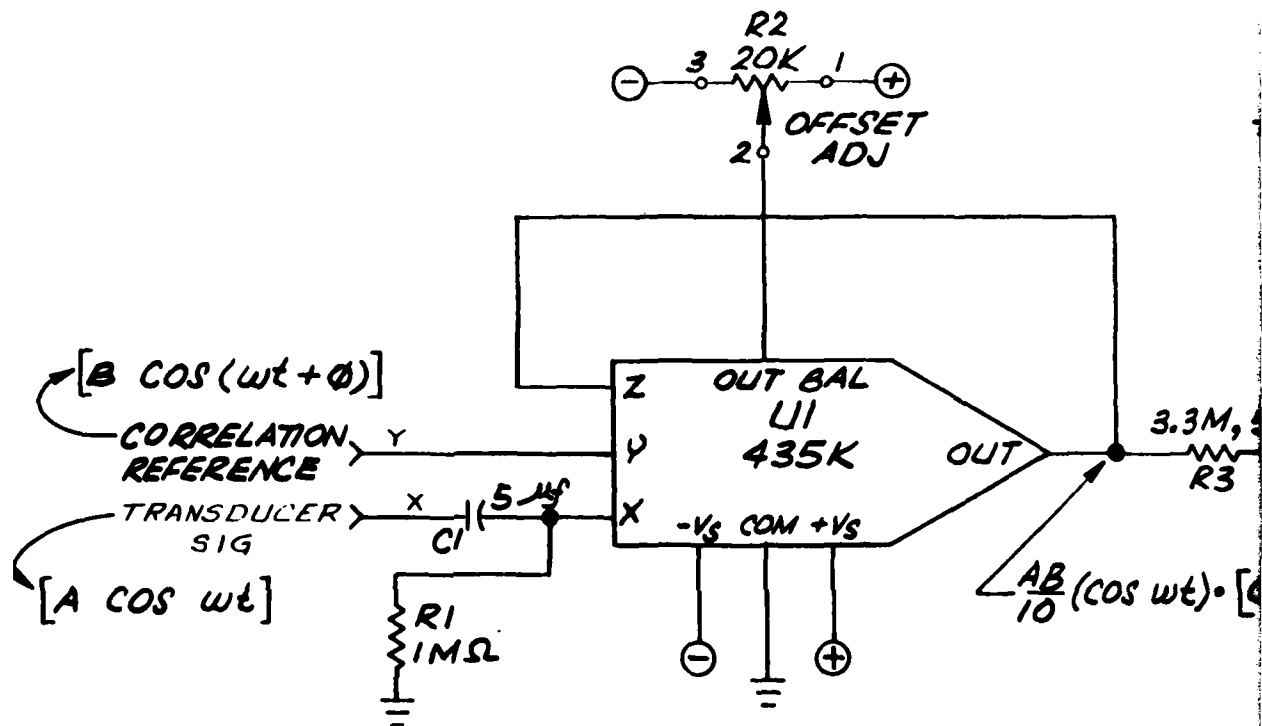 R2
20K
3
1
−
+
OFFSET
ADJ
2
[B COS (ωt + φ)]
Z
OUT BAL
U1
435K
CORRELATION
REFERENCE
Y
Y
OUT
3.3M,
R3
TRANSDUCER
SIG
X
5 μf
C1
X
-Vs COM +Vs
[A COS ωt]
R1
1MΩ
−
+
AB/10 (COS ωt) • [